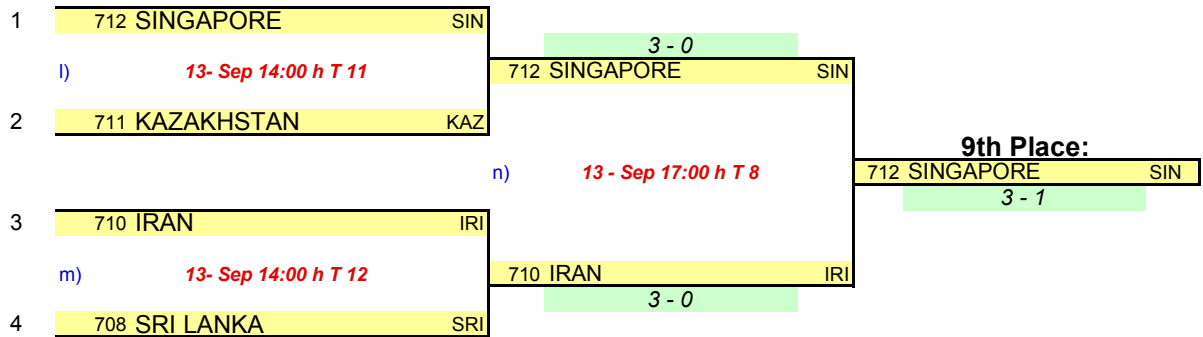 1 712 SINGAPORE SIN
3 - 0
l) 13- Sep 14:00 h T 11 712 SINGAPORE SIN
2 711 KAZAKHSTAN KAZ
9th Place:
n) 13 - Sep 17:00 h T 8 712 SINGAPORE SIN
3 - 1
3 710 IRAN IRI
m) 13- Sep 14:00 h T 12 710 IRAN IRI
3 - 0
4 708 SRI LANKA SRI